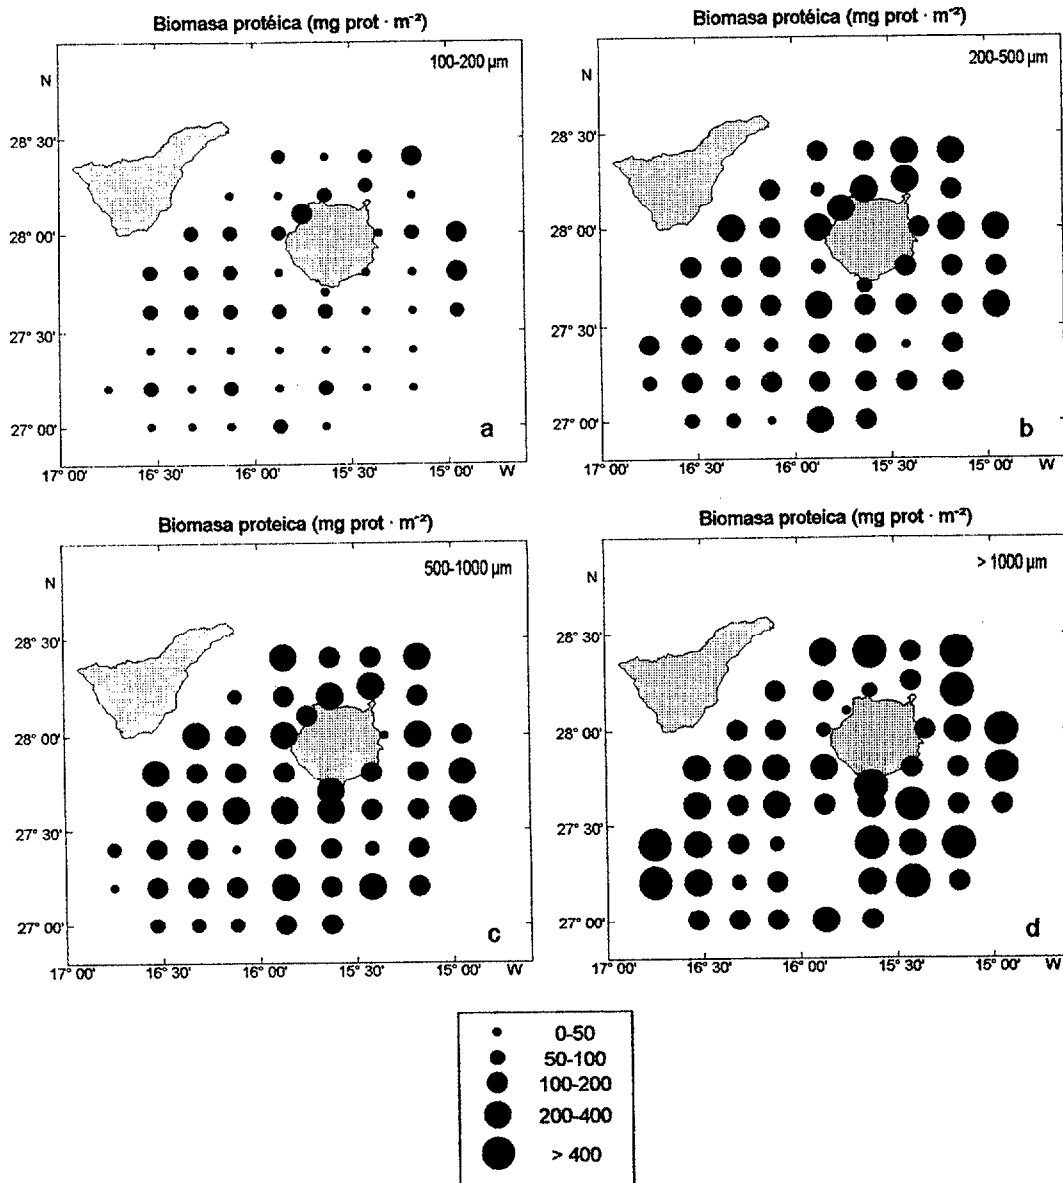 Biomasa protéica (mg prot · m⁻²)
100-200 µm
N
28° 30'
28° 00'
27° 30'
27° 00'
a
17° 00' 16° 30' 16° 00' 15° 30' 15° 00' W
Biomasa protéica (mg prot · m⁻²)
200-500 µm
N
28° 30'
28° 00'
27° 30'
27° 00'
b
17° 00' 16° 30' 16° 00' 15° 30' 15° 00' W
Biomasa proteica (mg prot · m⁻²)
500-1000 µm
N
28° 30'
28° 00'
27° 30'
27° 00'
c
17° 00' 16° 30' 16° 00' 15° 30' 15° 00' W
Biomasa proteica (mg prot · m⁻²)
> 1000 µm
N
28° 30'
28° 00'
27° 30'
27° 00'
d
17° 00' 16° 30' 16° 00' 15° 30' 15° 00' W
0-50
50-100
100-200
200-400
> 400